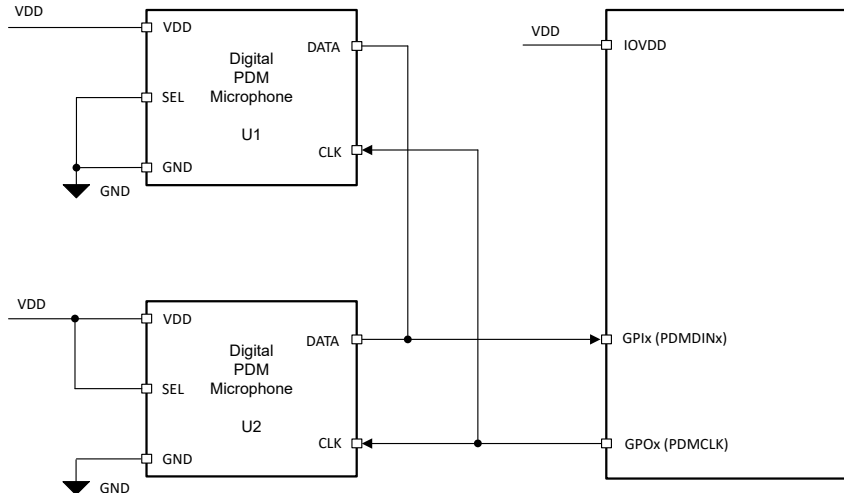 VDD
VDD
SEL
GND
GND
Digital
PDM
Microphone
U1
DATA
CLK
VDD
IOVDD
VDD
VDD
SEL
GND
GND
Digital
PDM
Microphone
U2
DATA
CLK
GPIx (PDMDINx)
GPOx (PDMCLK)